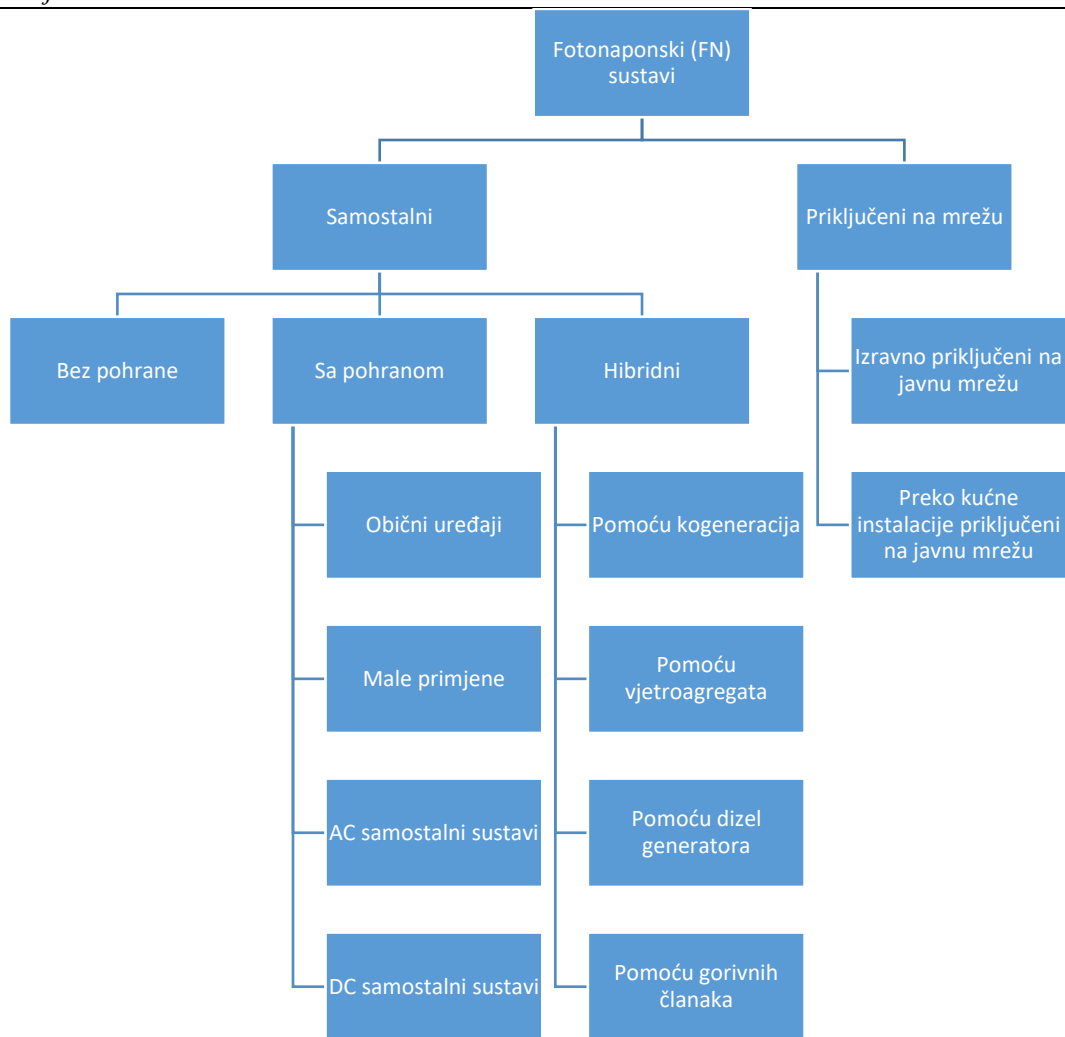 Fotonaponski (FN)
sustavi
Samostalni
Priključeni na mrežu
Bez pohrane
Sa pohranom
Hibridni
Izravno priključeni na
javnu mrežu
Obični uređaji
Pomoću kogeneracija
Preko kućne
instalacije priključeni
na javnu mrežu
Male primjene
Pomoću
vjetroagregata
AC samostalni sustavi
Pomoću dizel
generatora
DC samostalni sustavi
Pomoću gorivnih
članaka